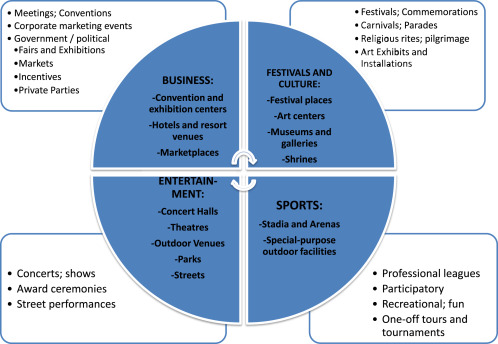 • Meetings; Conventions
• Corporate marketing events
• Government / political
•Fairs and Exhibitions
•Markets
•Incentives
•Private Parties
• Festivals; Commemorations
• Carnivals; Parades
• Religious rites; pilgrimage
• Art Exhibits and
Installations
BUSINESS:
-Convention and
exhibition centers
-Hotels and resort
venues
-Marketplaces
FESTIVALS AND
CULTURE:
-Festival places
-Art centers
-Museums and
galleries
-Shrines
ENTERTAIN-
MENT:
-Concert Halls
-Theatres
-Outdoor Venues
-Parks
-Streets
SPORTS:
-Stadia and Arenas
-Special-purpose
outdoor facilities
• Concerts; shows
• Award ceremonies
• Street performances
• Professional leagues
• Participatory
• Recreational; fun
• One-off tours and
tournaments